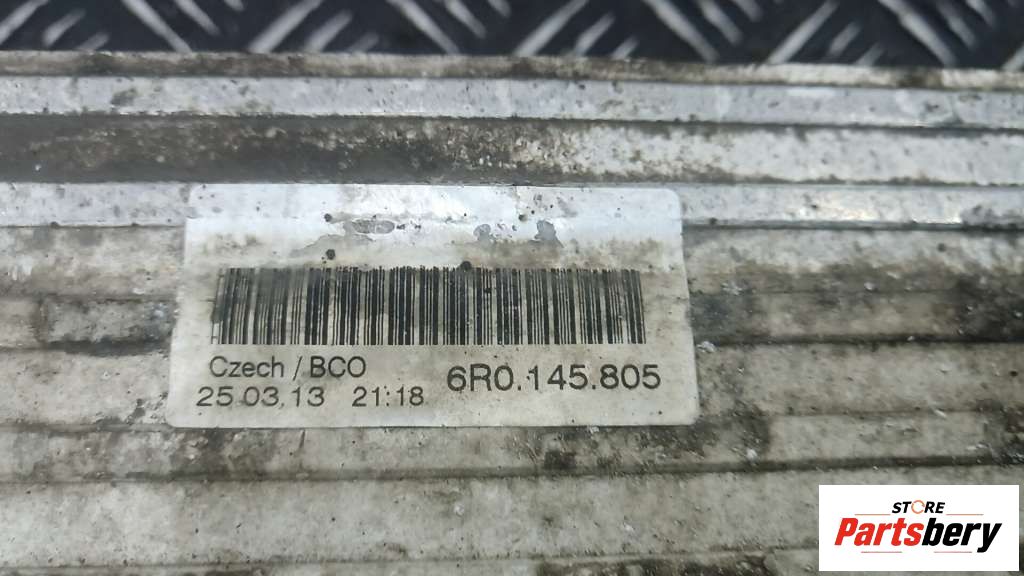 Czech / BCO
6R0.145.805
25.03.13 21:18
STORE
Partsbery